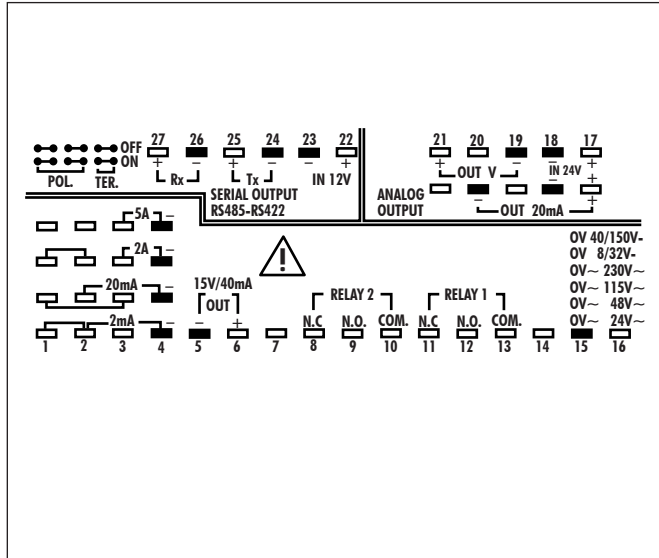 27 26 25 24 23 22
OFF
ON
+ − + − − +
POL. TER.
Rx Tx IN 12V
SERIAL OUTPUT
RS485-RS422
21 20 19 18 17
+ − − +
OUT V IN 24V
+
ANALOG
OUTPUT
− − +
OUT 20mA
5A −
2A −
20mA −
2mA −
1 2 3 4
15V/40mA
OUT
− +
5 6 7
RELAY 2
N.C N.O. COM.
8 9 10
RELAY 1
N.C N.O. COM.
11 12 13
14 15 16
OV 40/150V-
OV 8/32V-
OV~ 230V~
OV~ 115V~
OV~ 48V~
OV~ 24V~